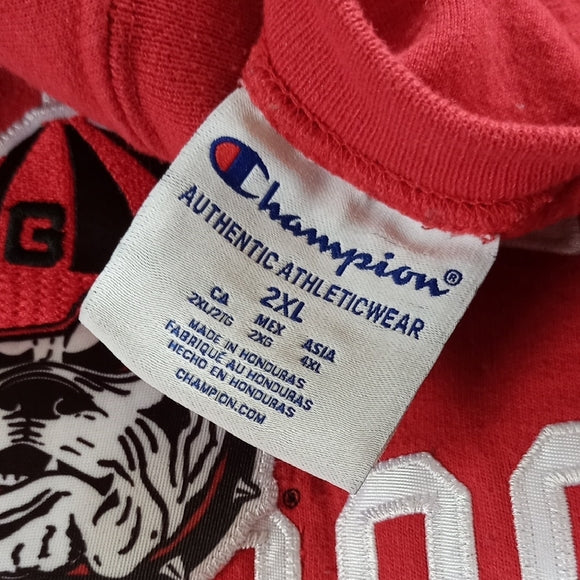 Champion®
AUTHENTIC ATHLETICWEAR
2XL
CA MEX ASIA
2XL/2TG 2XG 4XL
MADE IN HONDURAS
FABRIQUÉ AU HONDURAS
HECHO EN HONDURAS
CHAMPION.COM
G